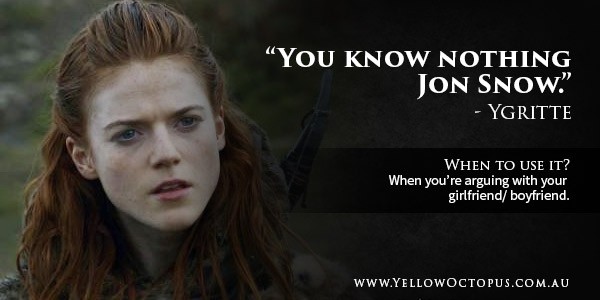 “You know nothing
Jon Snow.”
- Ygritte
When to use it?
When you’re arguing with your
girlfriend/ boyfriend.
www.YellowOctopus.com.au